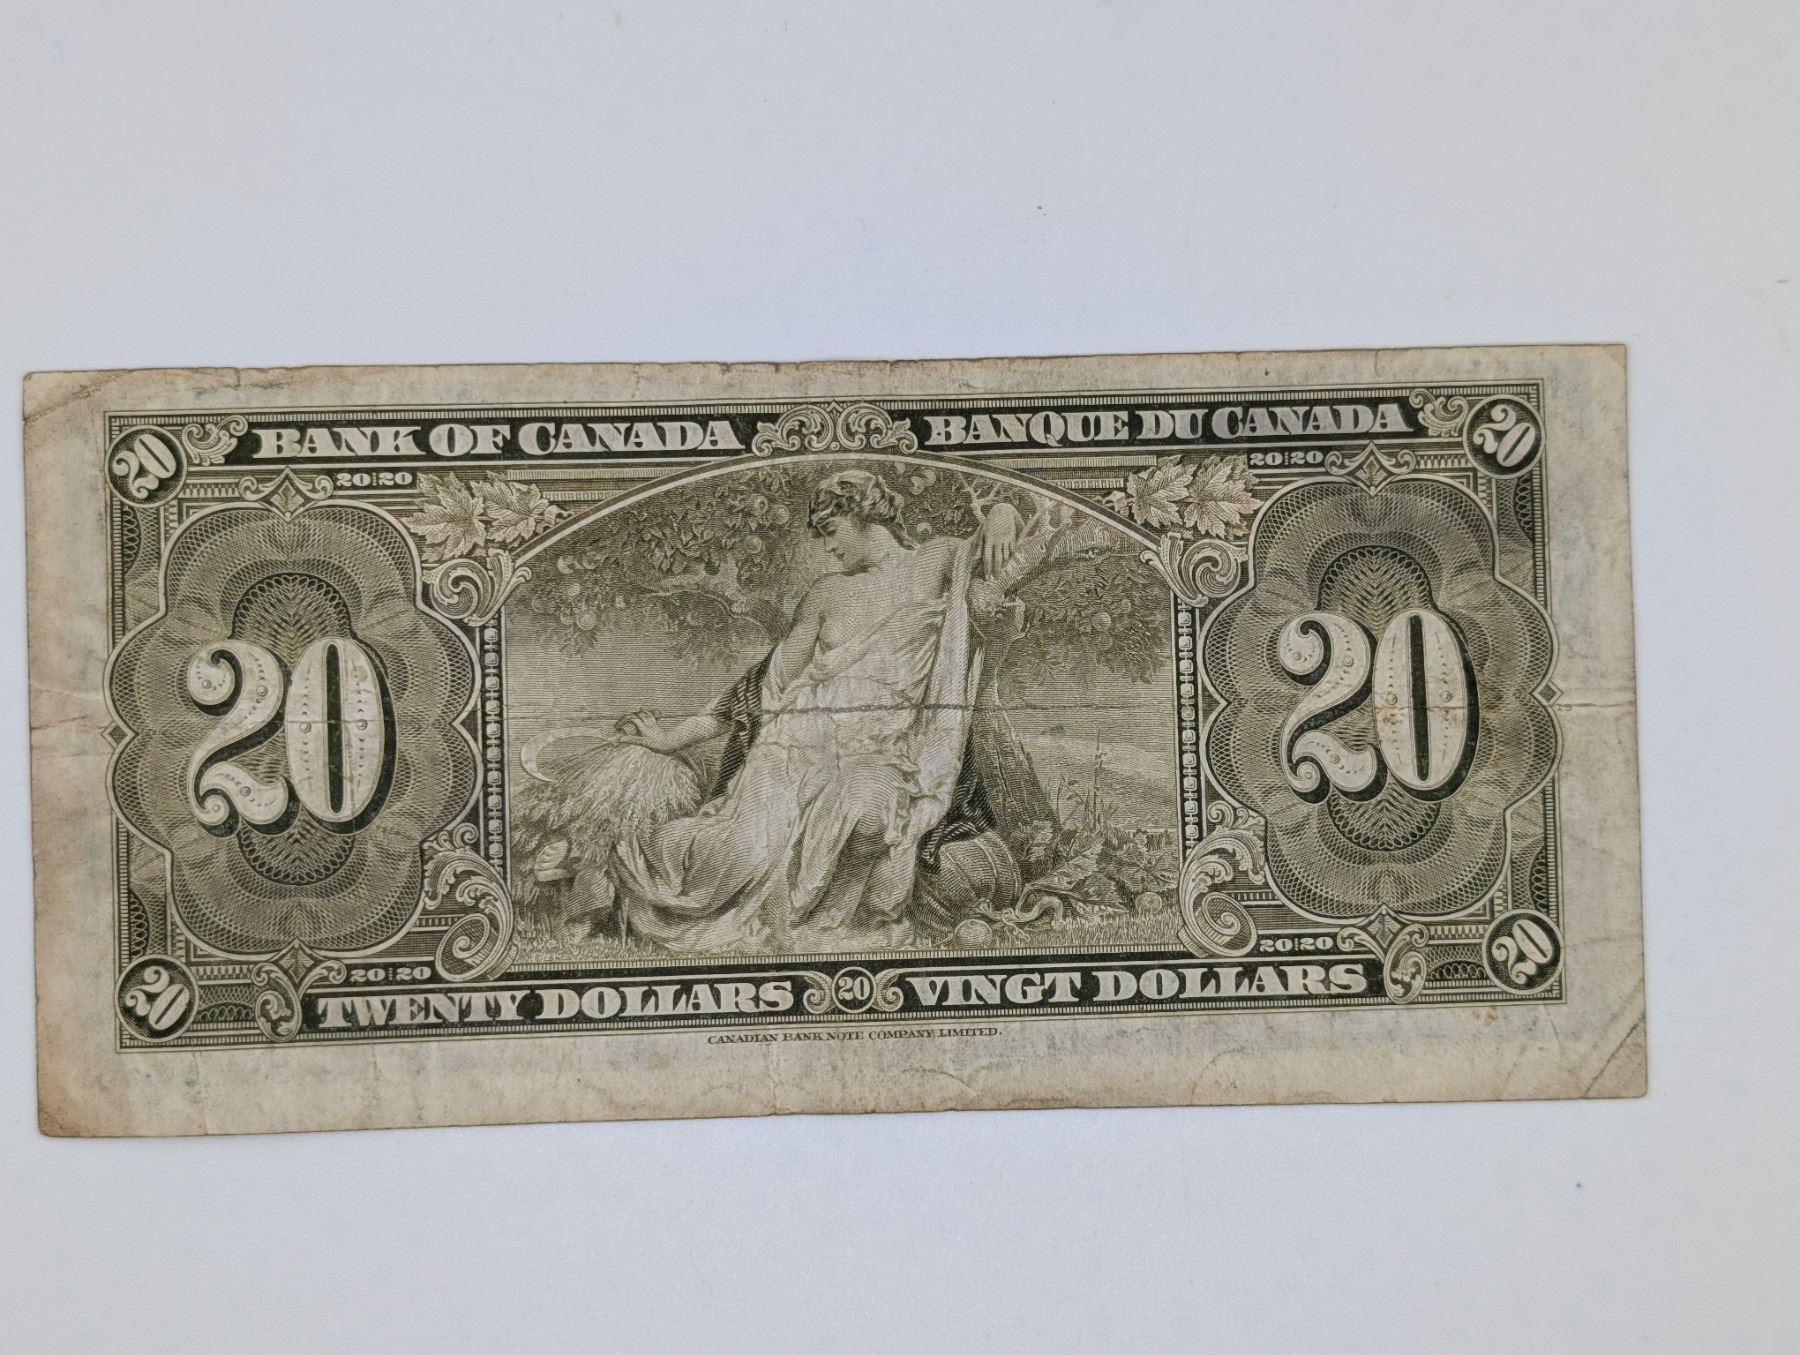 BANK OF CANADA BANQUE DU CANADA
20 20
20 20 20 20
20 20
20 20 20 20
20 20
TWENTY DOLLARS 20 VINGT DOLLARS
CANADIAN BANK NOTE COMPANY, LIMITED.